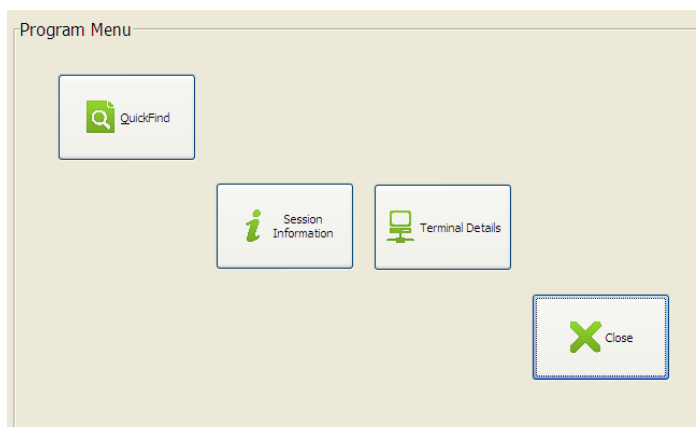 Program Menu
QuickFind
Session
Information
Terminal Details
Close